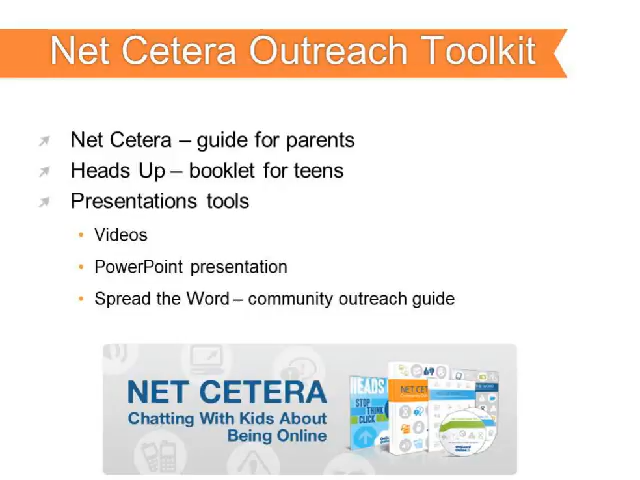 Net Cetera Outreach Toolkit
Net Cetera – guide for parents
Heads Up – booklet for teens
Presentations tools
Videos
PowerPoint presentation
Spread the Word – community outreach guide
NET CETERA
Chatting With Kids About
Being Online
HEADS
STOP
THINK
CLICK
NET CET